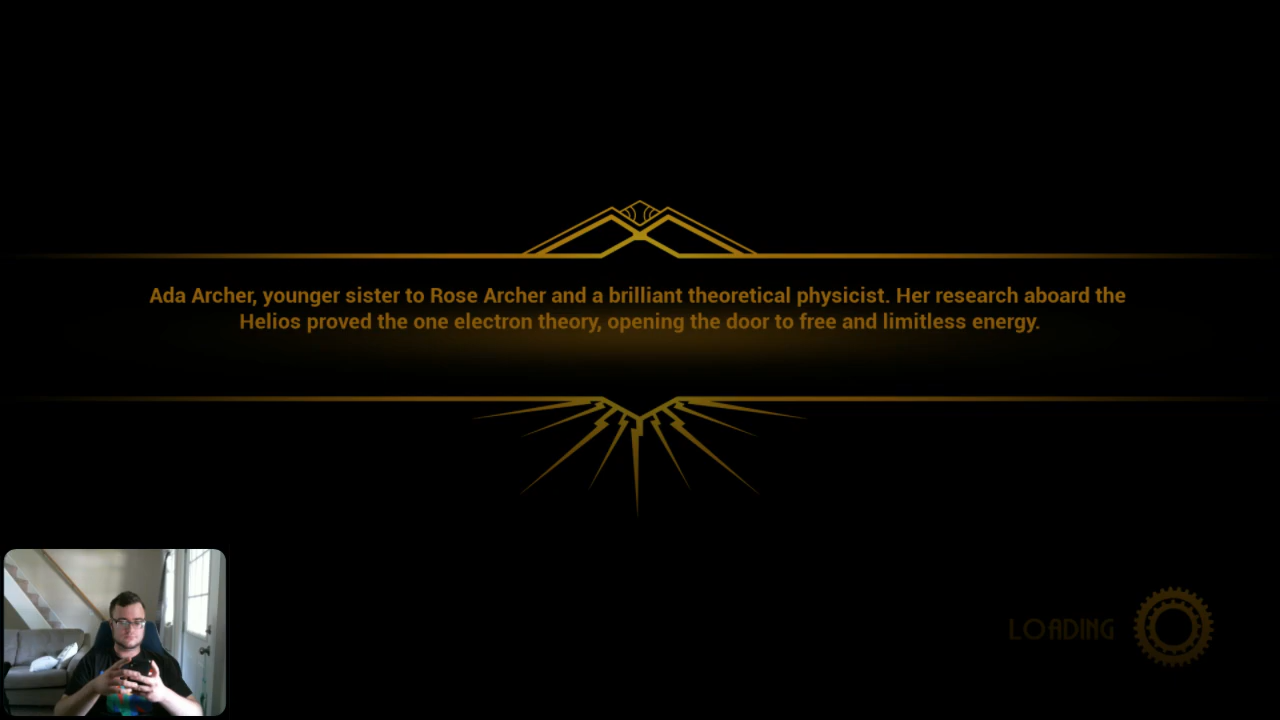 Ada Archer, younger sister to Rose Archer and a brilliant theoretical physicist. Her research aboard the
Helios proved the one electron theory, opening the door to free and limitless energy.
LOADING